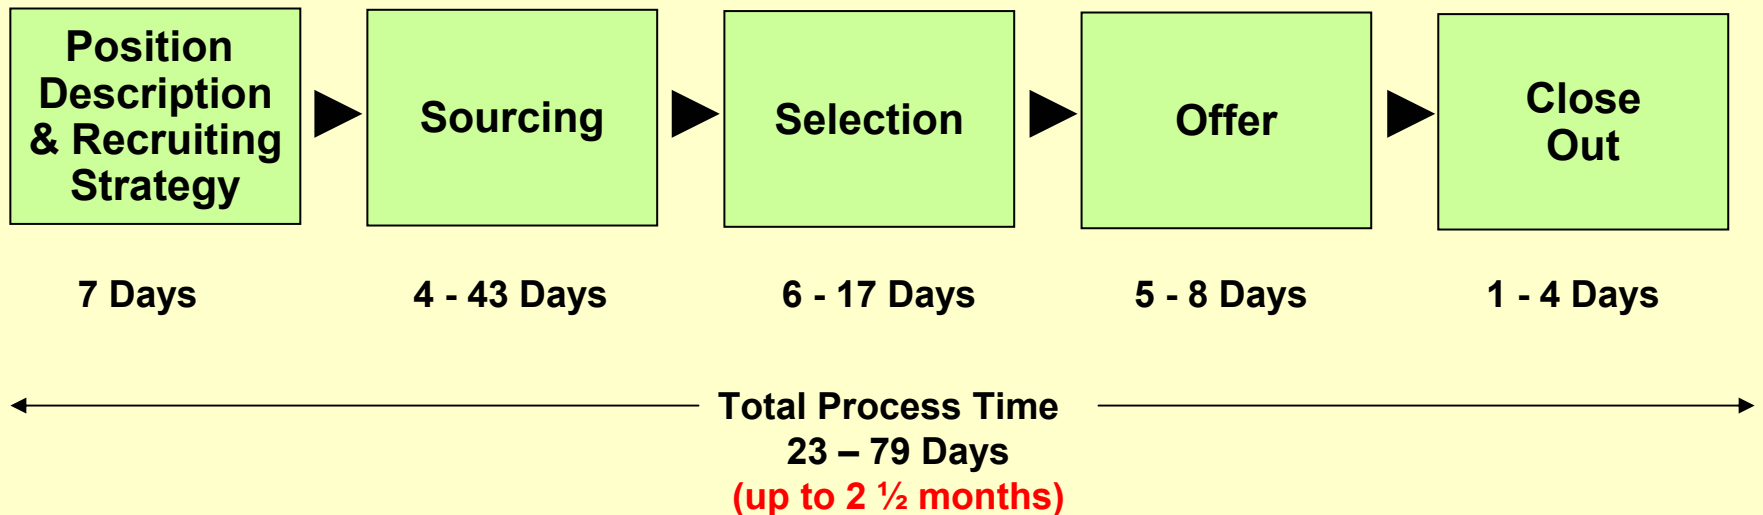 Position
Description
& Recruiting
Strategy
Sourcing
Selection
Offer
Close
Out
7 Days
4 - 43 Days
6 - 17 Days
5 - 8 Days
1 - 4 Days
Total Process Time
23 – 79 Days
(up to 2 ½ months)